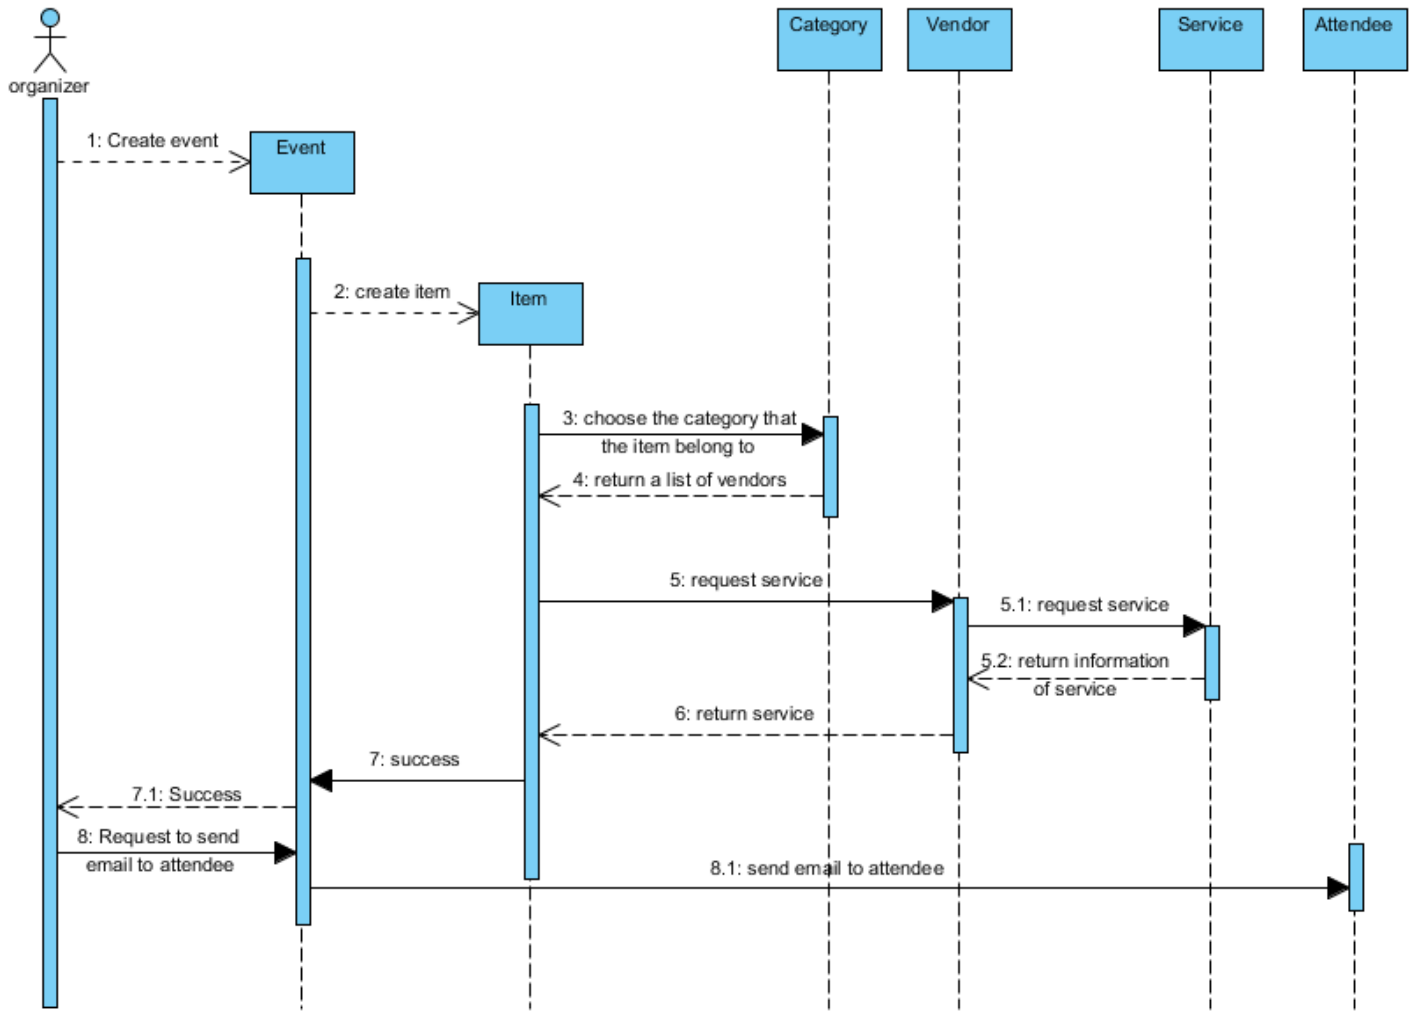 Category
Vendor
Service
Attendee
organizer
1: Create event
Event
2: create item
Item
3: choose the category that
the item belong to
4: return a list of vendors
5: request service
5.1: request service
5.2: return information
of service
6: return service
7: success
7.1: Success
8: Request to send
email to attendee
8.1: send email to attendee